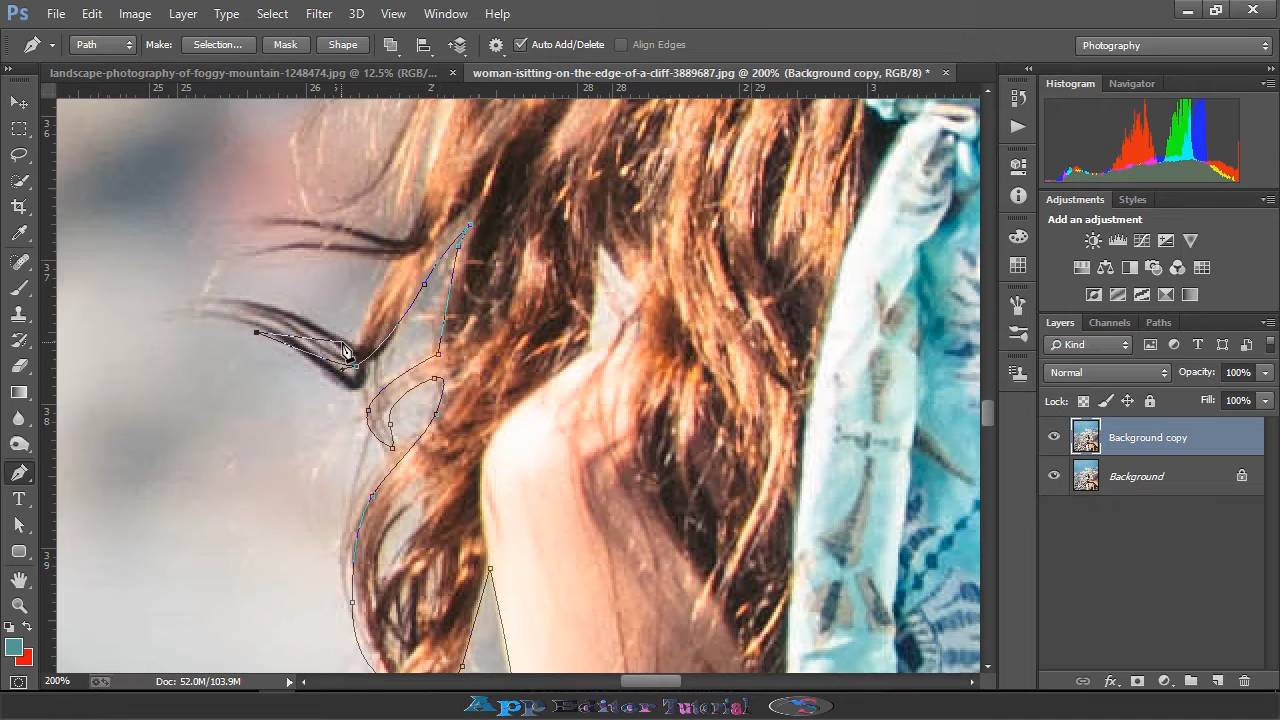 Ps File Edit Image Layer Type Select Filter 3D View Window Help
Path Make: Selection... Mask Shape Auto Add/Delete Align Edges Photography
landscape-photography-of-foggy-mountain-1248474.jpg @ 12.5% (RGB/... × woman-isitting-on-the-edge-of-a-cliff-3889687.jpg @ 200% (Background copy, RGB/8) * ×
Histogram Navigator
Adjustments Styles
Add an adjustment
Layers Channels Paths
Kind
Normal Opacity: 100%
Lock: Fill: 100%
Background copy
Background
200% Doc: 52.0M/103.9M
App Editor Tutorial